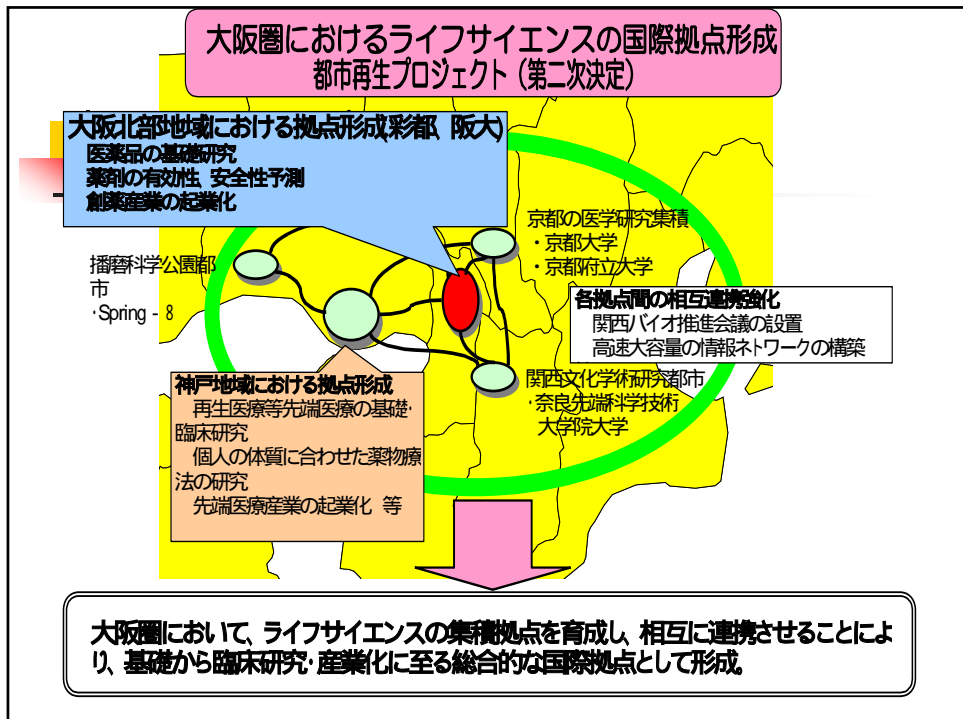 大阪圏におけるライフサイエンスの国際拠点形成
都市再生プロジェクト（第二次決定）
大阪北部地域における拠点形成(彩都、阪大)
医薬品の基礎研究
薬剤の有効性、安全性予測
創薬産業の起業化
京都の医学研究集積
・京都大学
・京都府立大学
播磨科学公園都
市
・Spring－8
各拠点間の相互連携強化
関西バイオ推進会議の設置
高速大容量の情報ネットワークの構築
神戸地域における拠点形成
再生医療等先端医療の基礎・
臨床研究
個人の体質に合わせた薬物療
法の研究
先端医療産業の起業化　等
関西文化学術研究都市
・奈良先端科学技術
大学院大学
大阪圏において、ライフサイエンスの集積拠点を育成し、相互に連携させることによ
り、基礎から臨床研究・産業化に至る総合的な国際拠点として形成。